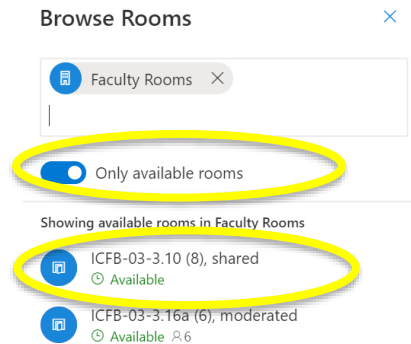 Browse Rooms
Faculty Rooms
Only available rooms
Showing available rooms in Faculty Rooms
ICFB-03-3.10 (8), shared
Available
ICFB-03-3.16a (6), moderated
Available 6